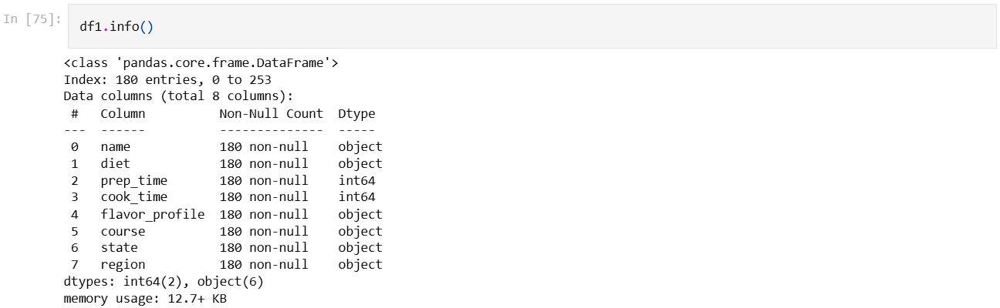 In [75]: df1.info()
<class 'pandas.core.frame.DataFrame'>
Index: 180 entries, 0 to 253
Data columns (total 8 columns):
 #   Column          Non-Null Count  Dtype
---  ------          --------------  -----
 0   name            180 non-null    object
 1   diet            180 non-null    object
 2   prep_time       180 non-null    int64
 3   cook_time       180 non-null    int64
 4   flavor_profile  180 non-null    object
 5   course          180 non-null    object
 6   state           180 non-null    object
 7   region          180 non-null    object
dtypes: int64(2), object(6)
memory usage: 12.7+ KB